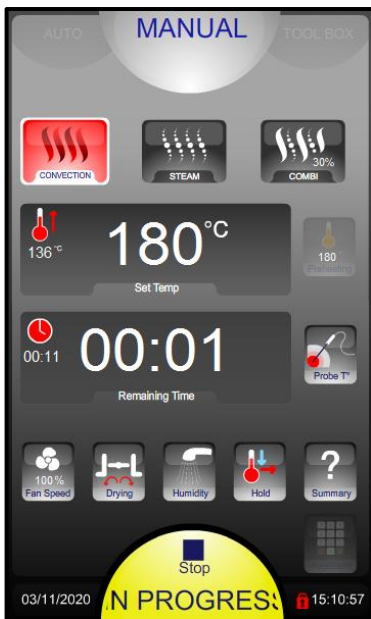 AUTO MANUAL TOOL BOX
CONVECTION STEAM 30% COMBI
136 °C 180°C 180°
Set Temp Preheating
00:11 00:01
Remaining Time Probe T°
100%
Fan Speed Drying Humidity Hold ? Summary
Stop
03/11/2020 N PROGRESS 15:10:57